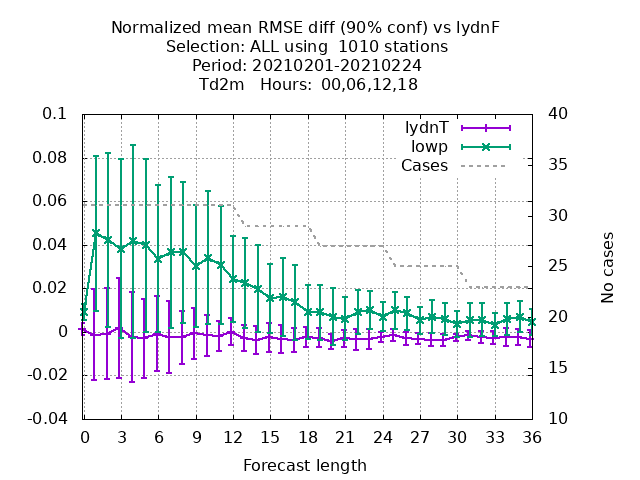 Normalized mean RMSE diff (90% conf) vs lydnF
Selection: ALL using  1010 stations
Period: 20210201-20210224
Td2m   Hours:  00,06,12,18
lydnT
lowp
Cases
0.1
0.08
0.06
0.04
0.02
0
-0.02
-0.04
40
35
30
25
20
15
10
No cases
0 3 6 9 12 15 18 21 24 27 30 33 36
Forecast length